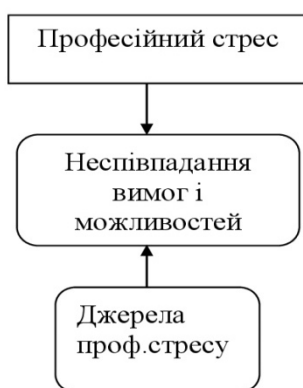 Професійний стрес
Неспівпадання
вимог і
можливостей
Джерела
проф.стресу